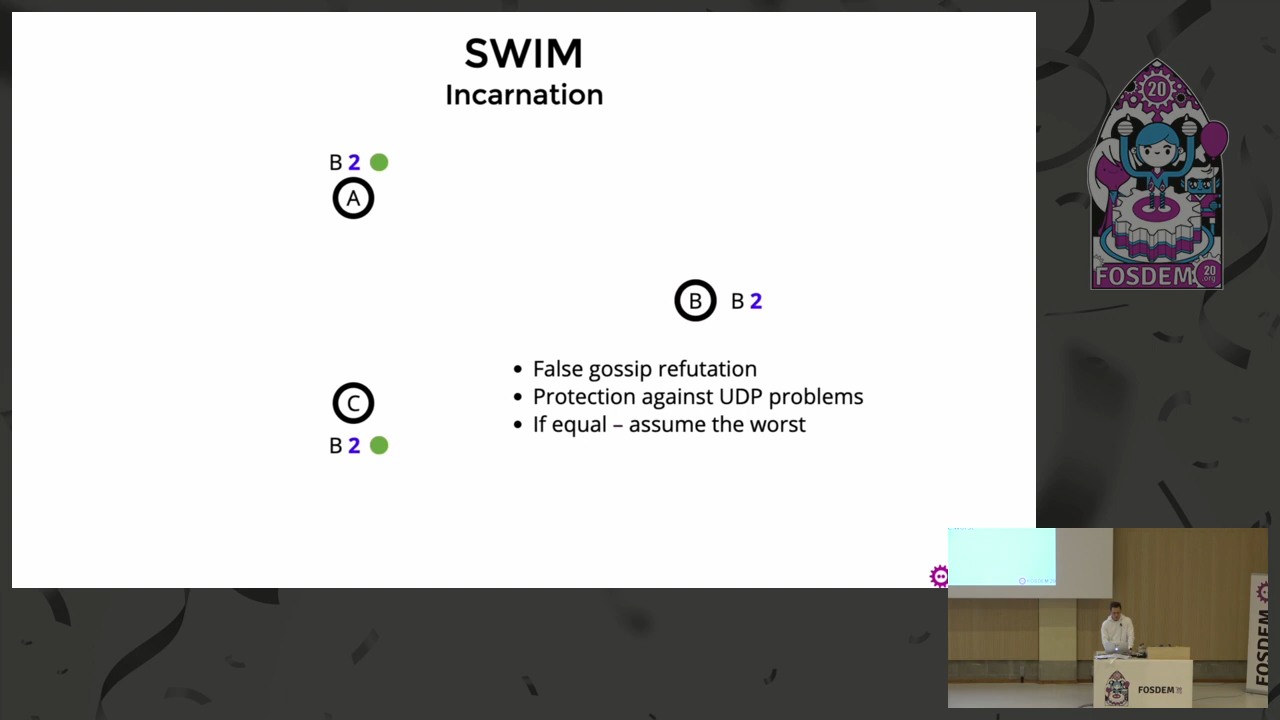 SWIM
Incarnation
B 2
A
B B 2
False gossip refutation
Protection against UDP problems
If equal – assume the worst
C
B 2
20
FOSDEM
20
org
FOSDEM
FOSDEM